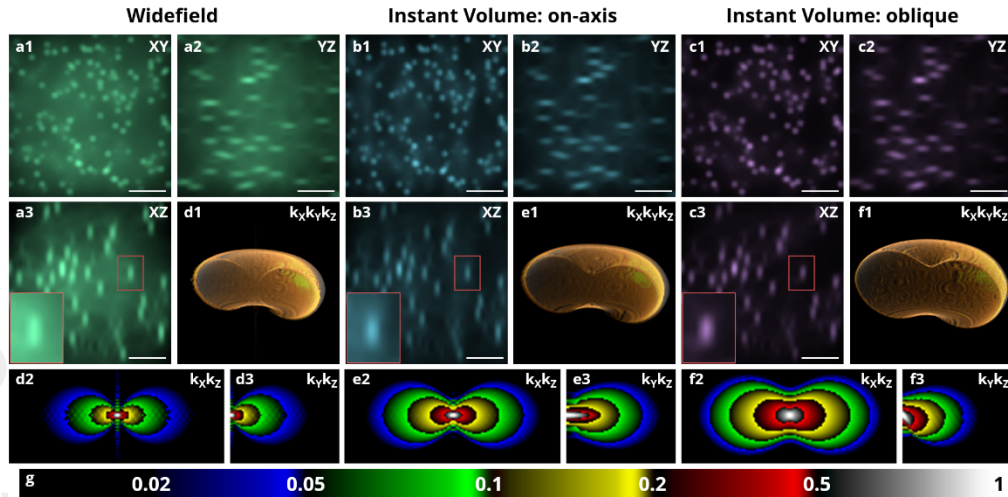 Widefield Instant Volume: on-axis Instant Volume: oblique
a1 XY a2 YZ b1 XY b2 YZ c1 XY c2 YZ
a3 XZ d1 kXkYkZ b3 XZ e1 kXkYkZ c3 XZ f1 kXkYkZ
d2 kXkZ d3 kYkZ e2 kXkZ e3 kYkZ f2 kXkZ f3 kYkZ
g 0.02 0.05 0.1 0.2 0.5 1